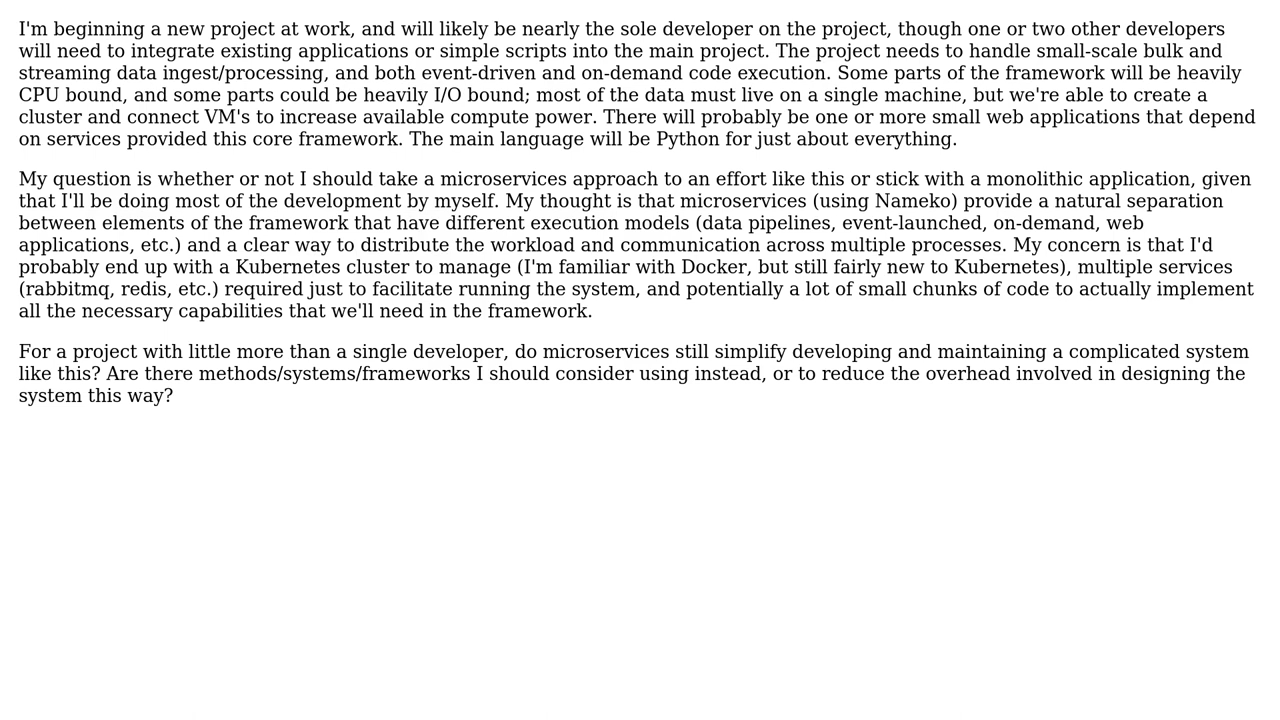 I'm beginning a new project at work, and will likely be nearly the sole developer on the project, though one or two other developers
will need to integrate existing applications or simple scripts into the main project. The project needs to handle small-scale bulk and
streaming data ingest/processing, and both event-driven and on-demand code execution. Some parts of the framework will be heavily
CPU bound, and some parts could be heavily I/O bound; most of the data must live on a single machine, but we're able to create a
cluster and connect VM's to increase available compute power. There will probably be one or more small web applications that depend
on services provided this core framework. The main language will be Python for just about everything.
My question is whether or not I should take a microservices approach to an effort like this or stick with a monolithic application, given
that I'll be doing most of the development by myself. My thought is that microservices (using Nameko) provide a natural separation
between elements of the framework that have different execution models (data pipelines, event-launched, on-demand, web
applications, etc.) and a clear way to distribute the workload and communication across multiple processes. My concern is that I'd
probably end up with a Kubernetes cluster to manage (I'm familiar with Docker, but still fairly new to Kubernetes), multiple services
(rabbitmq, redis, etc.) required just to facilitate running the system, and potentially a lot of small chunks of code to actually implement
all the necessary capabilities that we'll need in the framework.
For a project with little more than a single developer, do microservices still simplify developing and maintaining a complicated system
like this? Are there methods/systems/frameworks I should consider using instead, or to reduce the overhead involved in designing the
system this way?